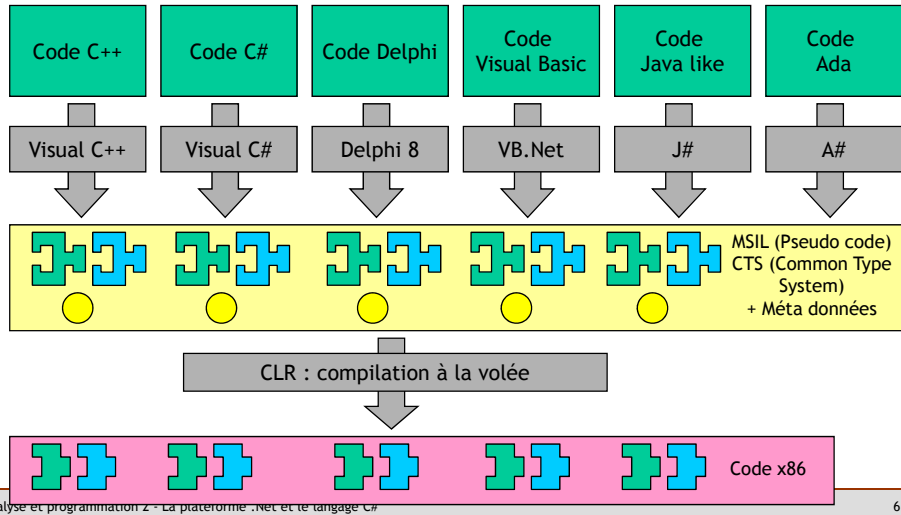 Code C++
Code C#
Code Delphi
Code
Visual Basic
Code
Java like
Code
Ada
Visual C++
Visual C#
Delphi 8
VB.Net
J#
A#
MSIL (Pseudo code)
CTS (Common Type
System)
+ Méta données
CLR : compilation à la volée
Code x86
et programmation 2 - La plateforme .Net et le langage C#
6